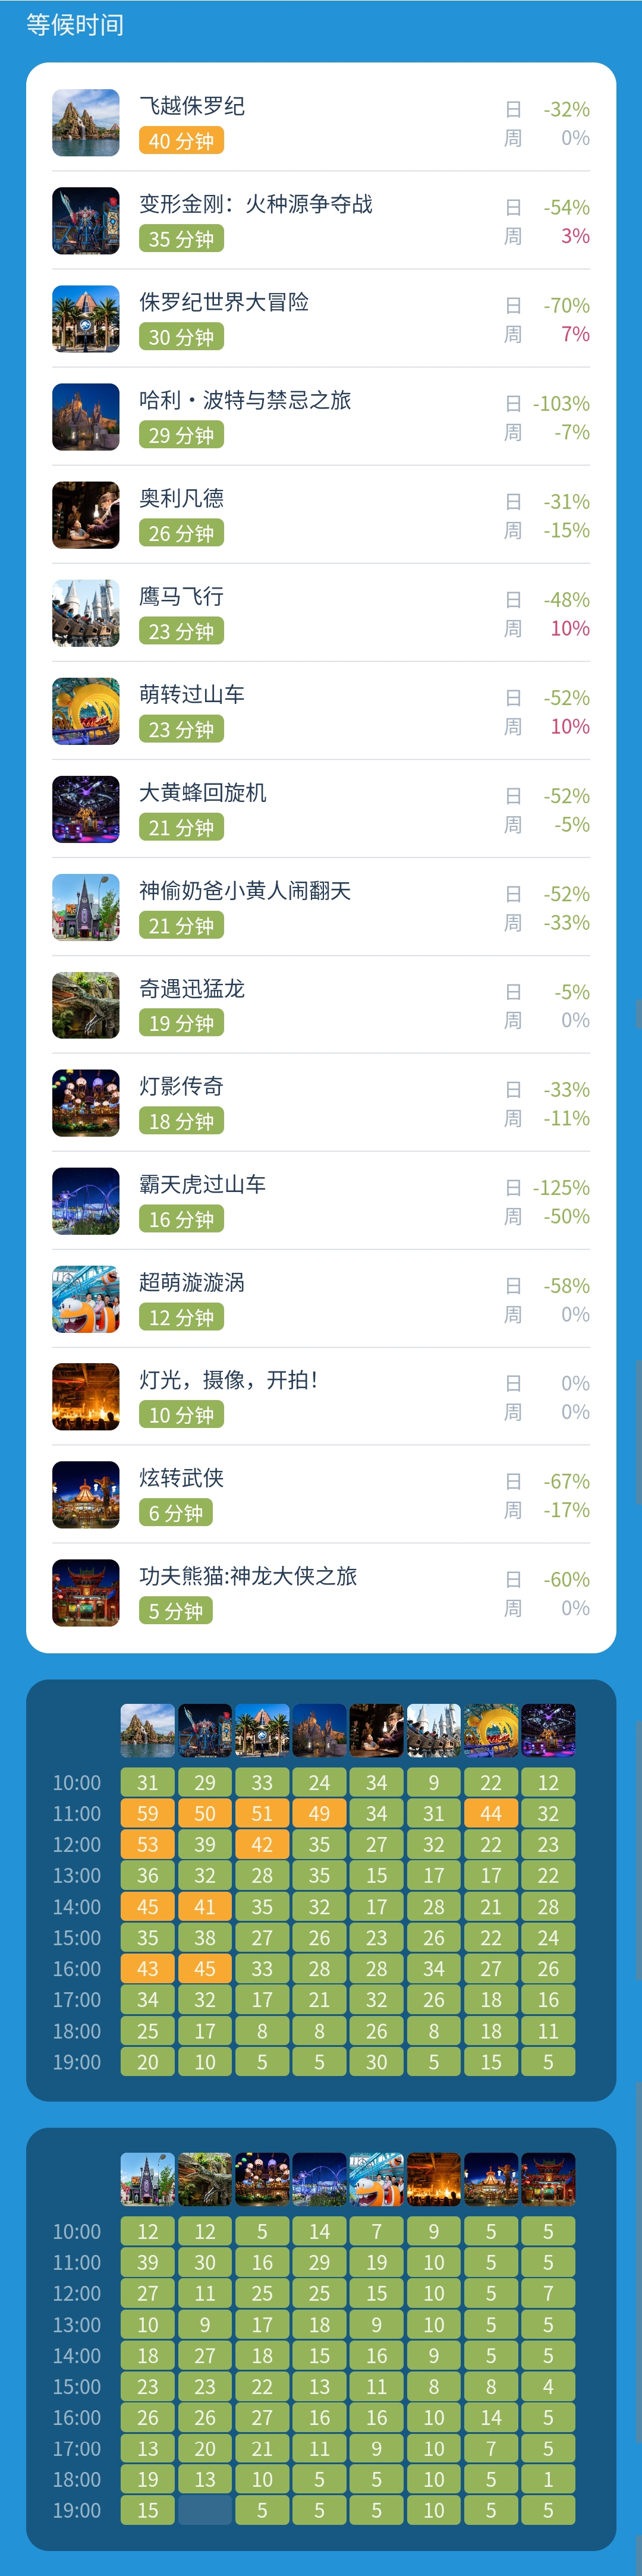 等候时间
飞越侏罗纪
40 分钟
日 -32%
周 0%
变形金刚：火种源争夺战
35 分钟
日 -54%
周 3%
侏罗纪世界大冒险
30 分钟
日 -70%
周 7%
哈利·波特与禁忌之旅
29 分钟
日 -103%
周 -7%
奥利凡德
26 分钟
日 -31%
周 -15%
鹰马飞行
23 分钟
日 -48%
周 10%
萌转过山车
23 分钟
日 -52%
周 10%
大黄蜂回旋机
21 分钟
日 -52%
周 -5%
神偷奶爸小黄人闹翻天
21 分钟
日 -52%
周 -33%
奇遇迅猛龙
19 分钟
日 -5%
周 0%
灯影传奇
18 分钟
日 -33%
周 -11%
霸天虎过山车
16 分钟
日 -125%
周 -50%
超萌漩漩涡
12 分钟
日 -58%
周 0%
灯光，摄像，开拍！
10 分钟
日 0%
周 0%
炫转武侠
6 分钟
日 -67%
周 -17%
功夫熊猫:神龙大侠之旅
5 分钟
日 -60%
周 0%
10:00 31 29 33 24 34 9 22 12
11:00 59 50 51 49 34 31 44 32
12:00 53 39 42 35 27 32 22 23
13:00 36 32 28 35 15 17 17 22
14:00 45 41 35 32 17 28 21 28
15:00 35 38 27 26 23 26 22 24
16:00 43 45 33 28 28 34 27 26
17:00 34 32 17 21 32 26 18 16
18:00 25 17 8 8 26 8 18 11
19:00 20 10 5 5 30 5 15 5
10:00 12 12 5 14 7 9 5 5
11:00 39 30 16 29 19 10 5 5
12:00 27 11 25 25 15 10 5 7
13:00 10 9 17 18 9 10 5 5
14:00 18 27 18 15 16 9 5 5
15:00 23 23 22 13 11 8 8 4
16:00 26 26 27 16 16 10 14 5
17:00 13 20 21 11 9 10 7 5
18:00 19 13 10 5 5 10 5 1
19:00 15 5 5 5 10 5 5